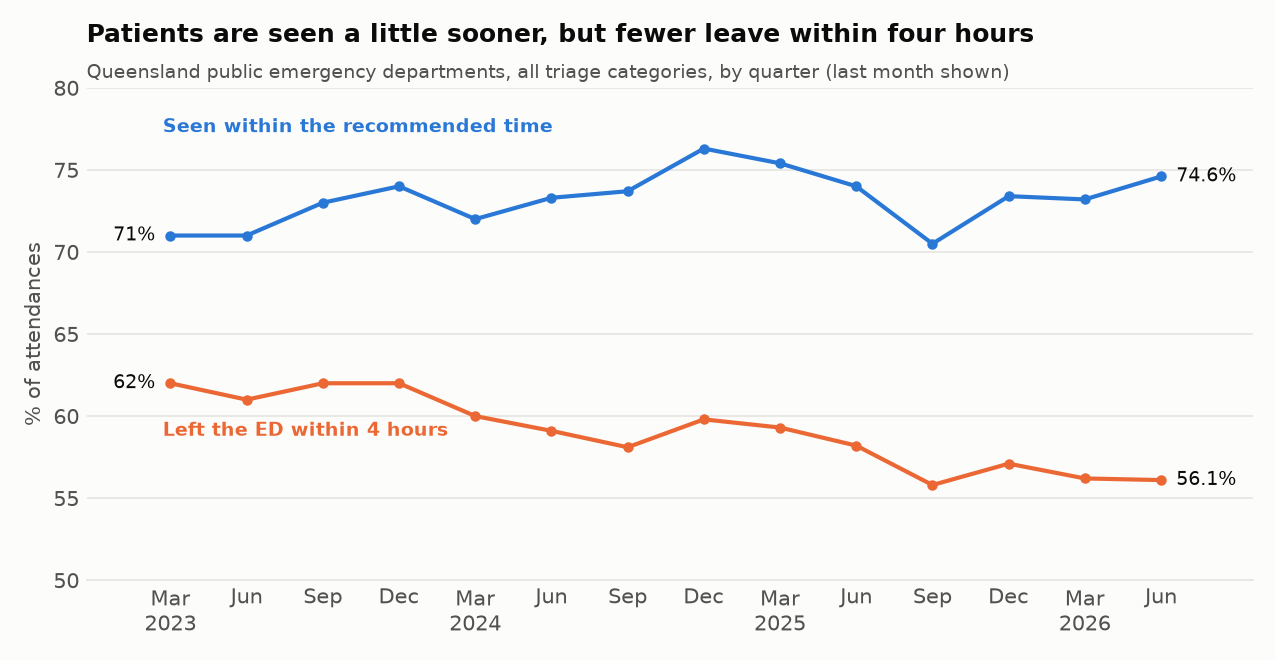 Patients are seen a little sooner, but fewer leave within four hours
Queensland public emergency departments, all triage categories, by quarter (last month shown)
% of attendances
80
75
70
65
60
55
50
Seen within the recommended time
71%
74.6%
62%
Left the ED within 4 hours
56.1%
Mar Jun Sep Dec Mar Jun Sep Dec Mar Jun Sep Dec Mar Jun
2023 2024 2025 2026